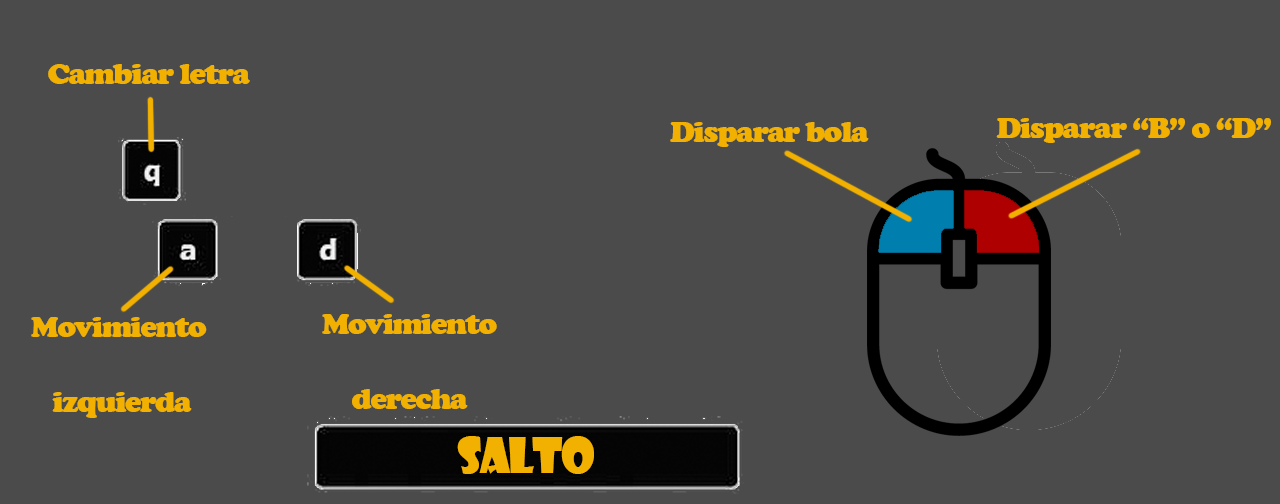 Cambiar letra
q
a
d
Movimiento
izquierda
Movimiento
derecha
SALTO
Disparar bola
Disparar “B” o “D”